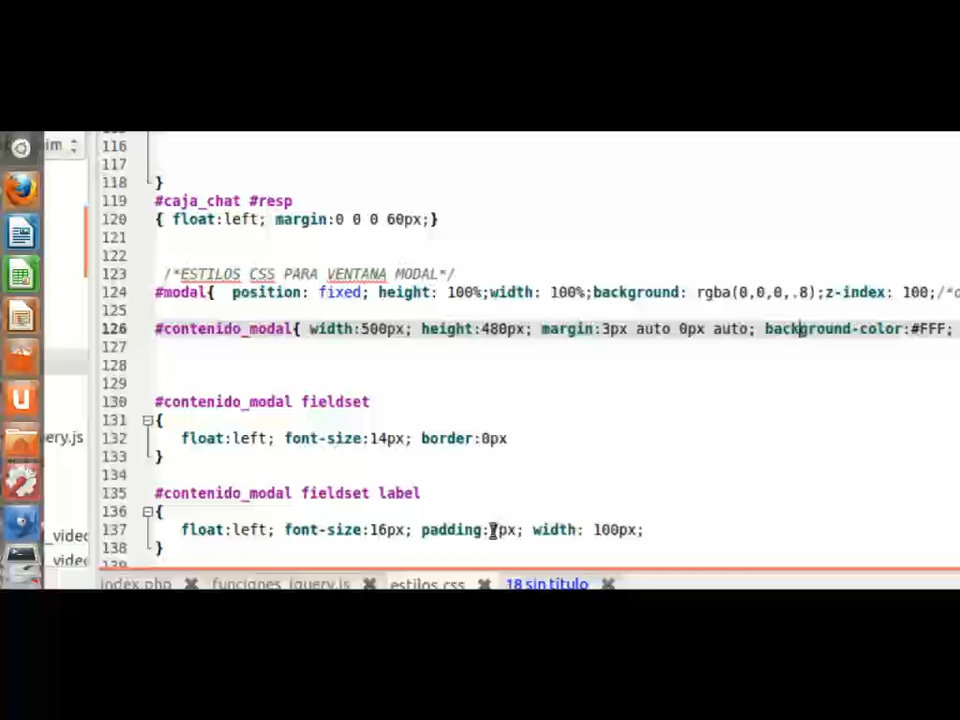 im
116
117
118 }
119 #caja_chat #resp
120 { float:left; margin:0 0 0 60px;}
121
122
123 /*ESTILOS CSS PARA VENTANA MODAL*/
124 #modal{ position: fixed; height: 100%;width: 100%;background: rgba(0,0,0,.8);z-index: 100;/*
125
126 #contenido_modal{ width:500px; height:480px; margin:3px auto 0px auto; background-color:#FFF;
127
128
129
130 #contenido_modal fieldset
131 {
132 float:left; font-size:14px; border:0px
133 }
134
135 #contenido_modal fieldset label
136 {
137 float:left; font-size:16px; padding: px; width: 100px;
138 }
ery.js
_videc
_videc
index.php funciones_jquery.js estilos.css 18 sin título